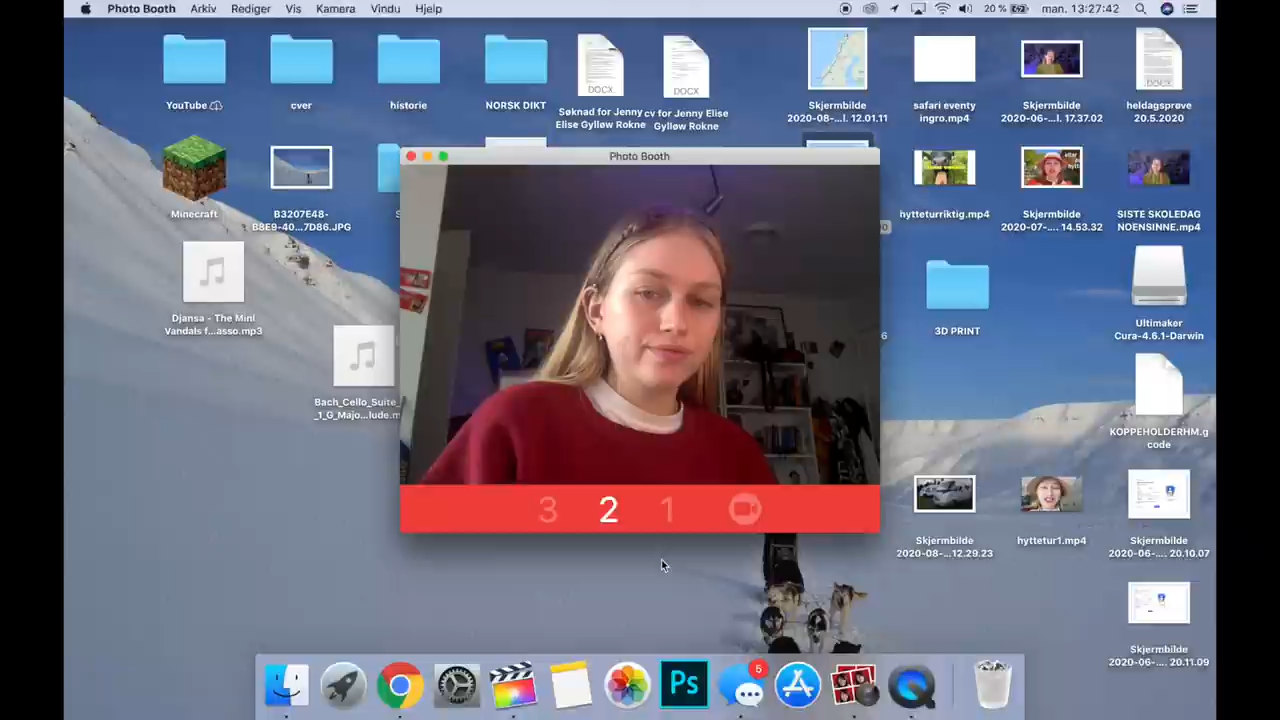 Photo Booth Arkiv Rediger Vis Kamera Vindu Hjelp 20 % man. 13:27:42
YouTube
cver
historie
NORSK DIKT
DOCX
Søknad for Jenny
Elise Gylløw Rokne
DOCX
cv for Jenny Elise
Gylløw Rokne
Skjermbilde
2020-08-...l. 12.01.11
safari eventy
ingro.mp4
Skjermbilde
2020-06-...l. 17.37.02
DOCX
heldagsprøve
20.5.2020
Minecraft
B3207E48-
B8E9-40...7D86.JPG
Photo Booth
hytteturriktig.mp4
Skjermbilde
2020-07-.... 14.53.32
SISTE SKOLEDAG
NOENSINNE.mp4
Djansa - The Mini
Vandals f...asso.mp3
3D PRINT
Ultimaker
Cura-4.6.1-Darwin
Bach_Cello_Suite_
_1_G_Majo...lude.m
KOPPEHOLDERHM.g
code
3 2 1
Skjermbilde
2020-08-...12.29.23
hyttetur1.mp4
Skjermbilde
2020-06-.... 20.10.07
Skjermbilde
2020-06-.... 20.11.09
Ps
5